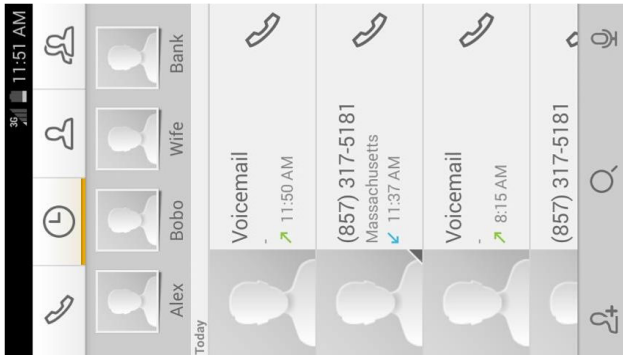 3G 11:51 AM
Alex Bobo Wife Bank
Today
Voicemail
-
11:50 AM
(857) 317-5181
Massachusetts
11:37 AM
Voicemail
-
8:15 AM
(857) 317-5181